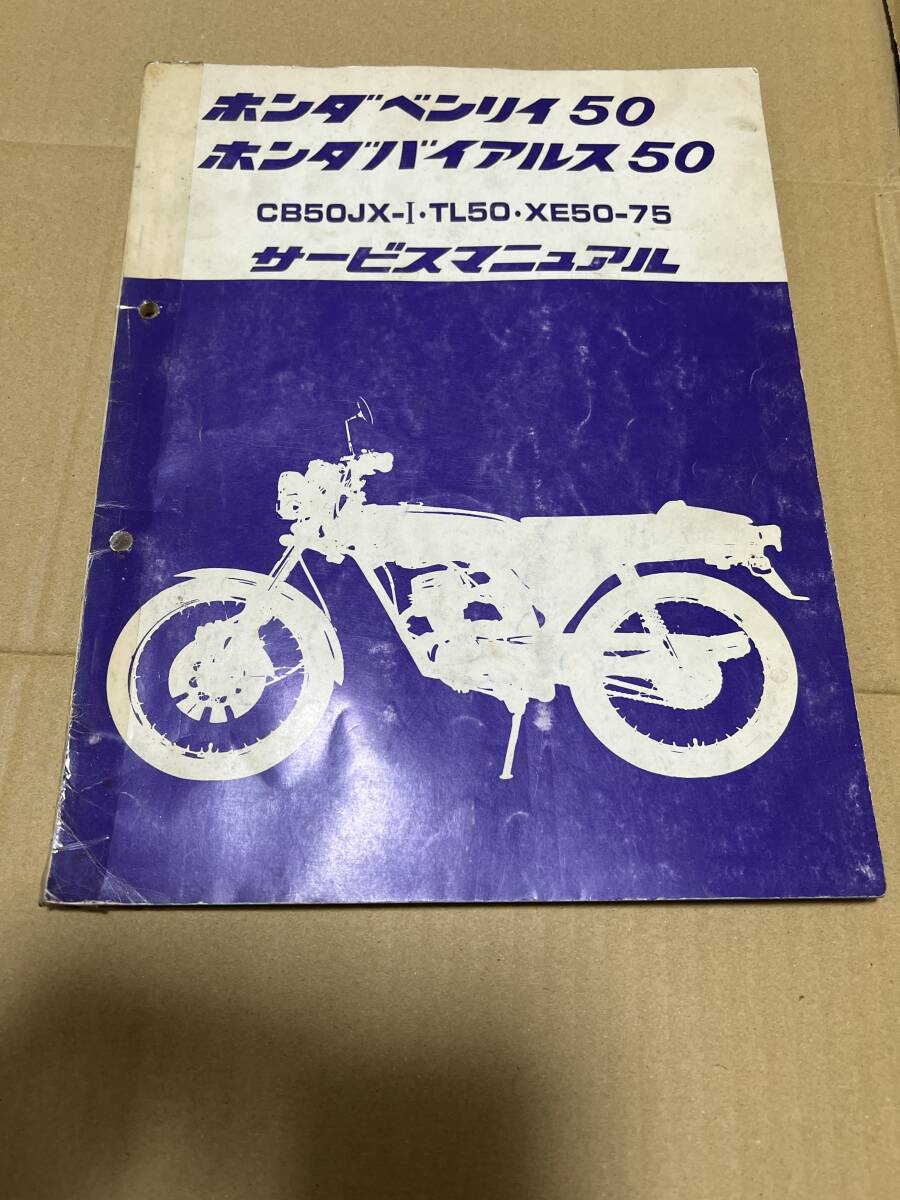 ホンダベンリイ50
ホンダバイアルス50
CB50JX-I・TL50・XE50-75
サービスマニュアル